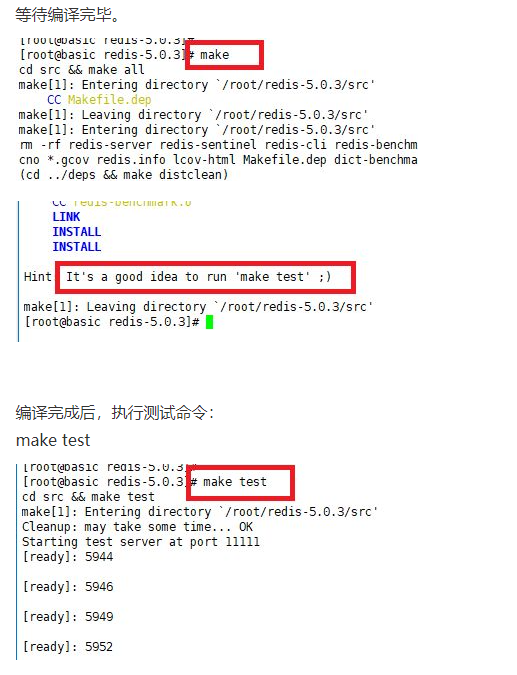 等待编译完毕。
[root@basic redis-5.0.3]#
[root@basic redis-5.0.3]# make
cd src && make all
make[1]: Entering directory `/root/redis-5.0.3/src'
CC Makefile.dep
make[1]: Leaving directory `/root/redis-5.0.3/src'
make[1]: Entering directory `/root/redis-5.0.3/src'
rm -rf redis-server redis-sentinel redis-cli redis-benchm
cno *.gcov redis.info lcov-html Makefile.dep dict-benchma
(cd ../deps && make distclean)
CC redis-benchmark.o
LINK
INSTALL
INSTALL
Hint: It's a good idea to run 'make test' ;)
make[1]: Leaving directory `/root/redis-5.0.3/src'
[root@basic redis-5.0.3]#
编译完成后，执行测试命令：
make test
[root@basic redis-5.0.3]#
[root@basic redis-5.0.3]# make test
cd src && make test
make[1]: Entering directory `/root/redis-5.0.3/src'
Cleanup: may take some time... OK
Starting test server at port 11111
[ready]: 5944
[ready]: 5946
[ready]: 5949
[ready]: 5952